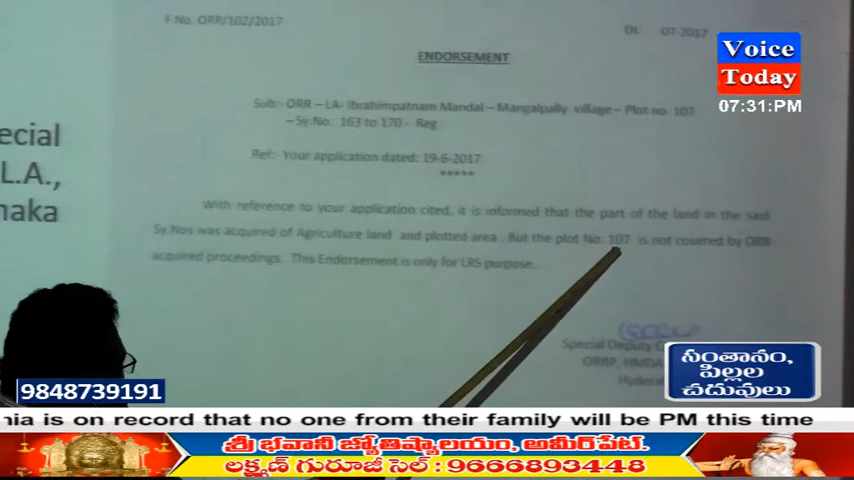 F.No. ORR/102/2017
Dt: 07-2017
ENDORSEMENT
Sub:- ORR – LA- Ibrahimpatnam Mandal – Mangalpally village – Plot no. 107
–Sy.No. 163 to 170 - Reg
Ref:- Your application dated: 19-6-2017
*****
With reference to your application cited, it is informed that the part of the land in the said
Sy.Nos was acquired of Agriculture land and plotted area . But the plot No. 107 is not covered by ORR
acquired proceedings. This Endorsement is only for LRS purpose..
Special Deputy C
ORRP, HMDA
Hyderab
ecial
L.A.,
naka
Voice
Today
07:31:PM
సంతానం,
పిల్లల
చదువులు
9848739191
nia is on record that no one from their family will be PM this time
శ్రీ భవానీ జ్యోతిష్యాలయం, అమీర్‌పేట్.
లక్ష్మణ్ గురూజీ సెల్ : 9666893448